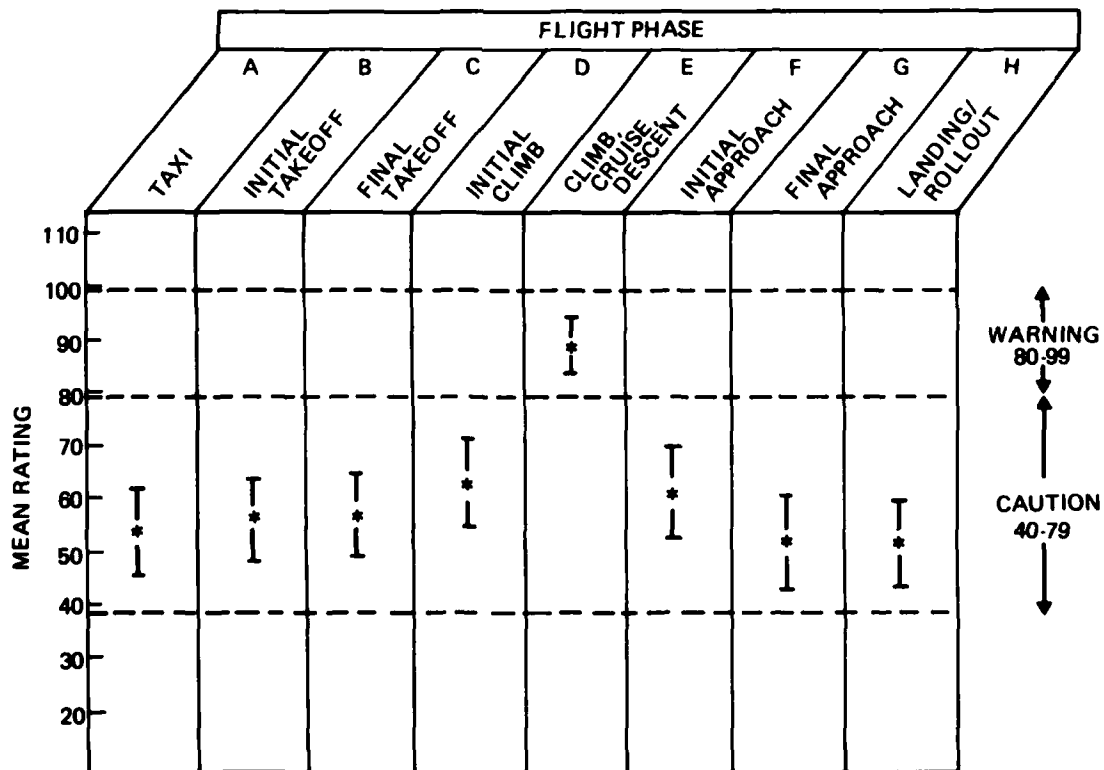 FLIGHT PHASE
A B C D E F G H
TAXI
INITIAL
TAKEOFF
FINAL
TAKEOFF
INITIAL
CLIMB
CLIMB,
CRUISE,
DESCENT
INITIAL
APPROACH
FINAL
APPROACH
LANDING/
ROLLOUT
MEAN RATING
110
100
90
80
70
60
50
40
30
20
WARNING
80-99
CAUTION
40-79